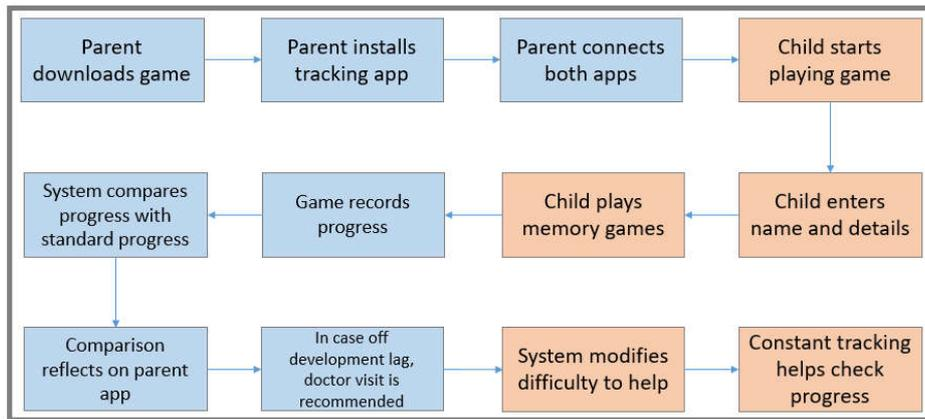 Parent
downloads game
Parent installs
tracking app
Parent connects
both apps
Child starts
playing game
Child enters
name and details
Child plays
memory games
Game records
progress
System compares
progress with
standard progress
Comparison
reflects on parent
app
In case off
development lag,
doctor visit is
recommended
System modifies
difficulty to help
Constant tracking
helps check
progress